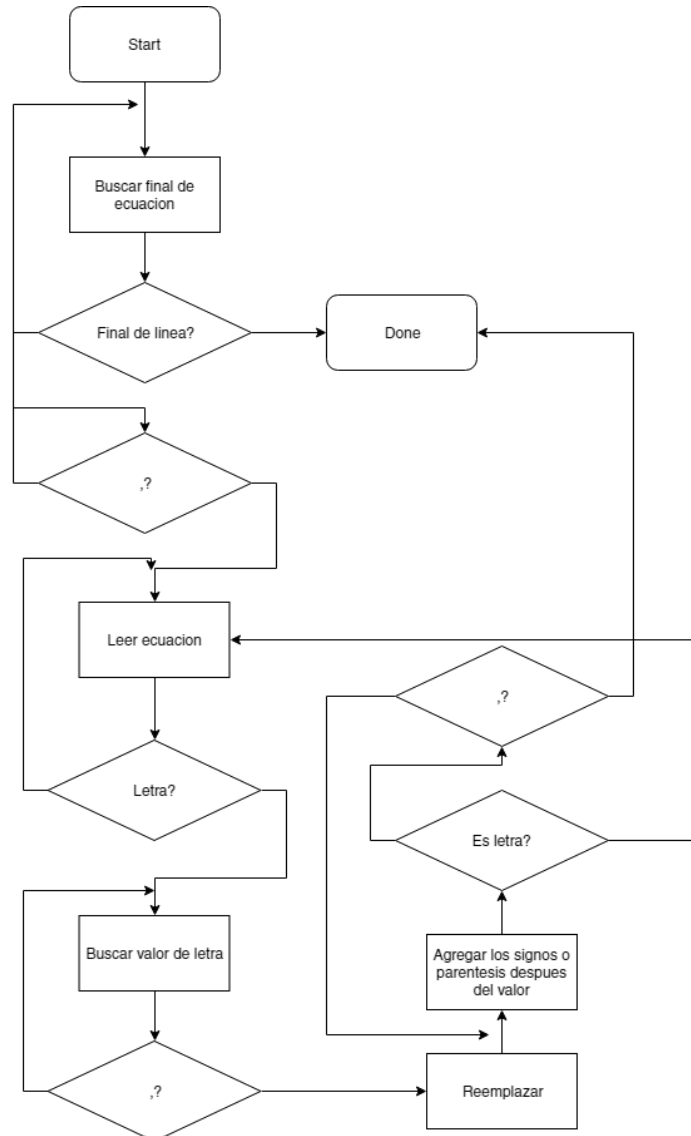 Start
Buscar final de
ecuacion
Final de linea?
Done
,?
Leer ecuacion
,?
Letra?
Es letra?
Buscar valor de letra
Agregar los signos o
parentesis despues
del valor
,?
Reemplazar